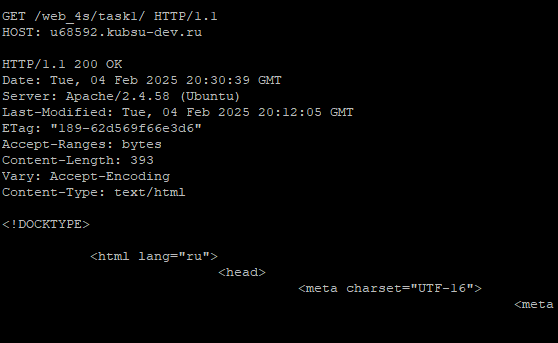 GET /web_4s/task1/ HTTP/1.1
HOST: u68592.kubsu-dev.ru
HTTP/1.1 200 OK
Date: Tue, 04 Feb 2025 20:30:39 GMT
Server: Apache/2.4.58 (Ubuntu)
Last-Modified: Tue, 04 Feb 2025 20:12:05 GMT
ETag: "189-62d569f66e3d6"
Accept-Ranges: bytes
Content-Length: 393
Vary: Accept-Encoding
Content-Type: text/html
<!DOCKTYPE>
<html lang="ru">
<head>
<meta charset="UTF-16">
<meta